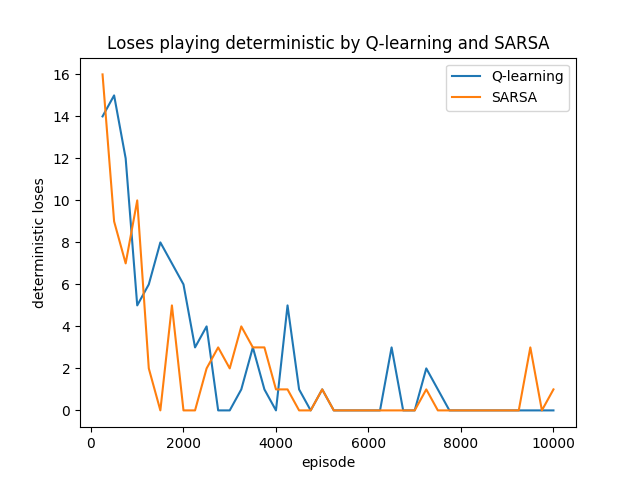 Loses playing deterministic by Q-learning and SARSA
Q-learning
SARSA
deterministic loses
16
14
12
10
8
6
4
2
0
0 2000 4000 6000 8000 10000
episode